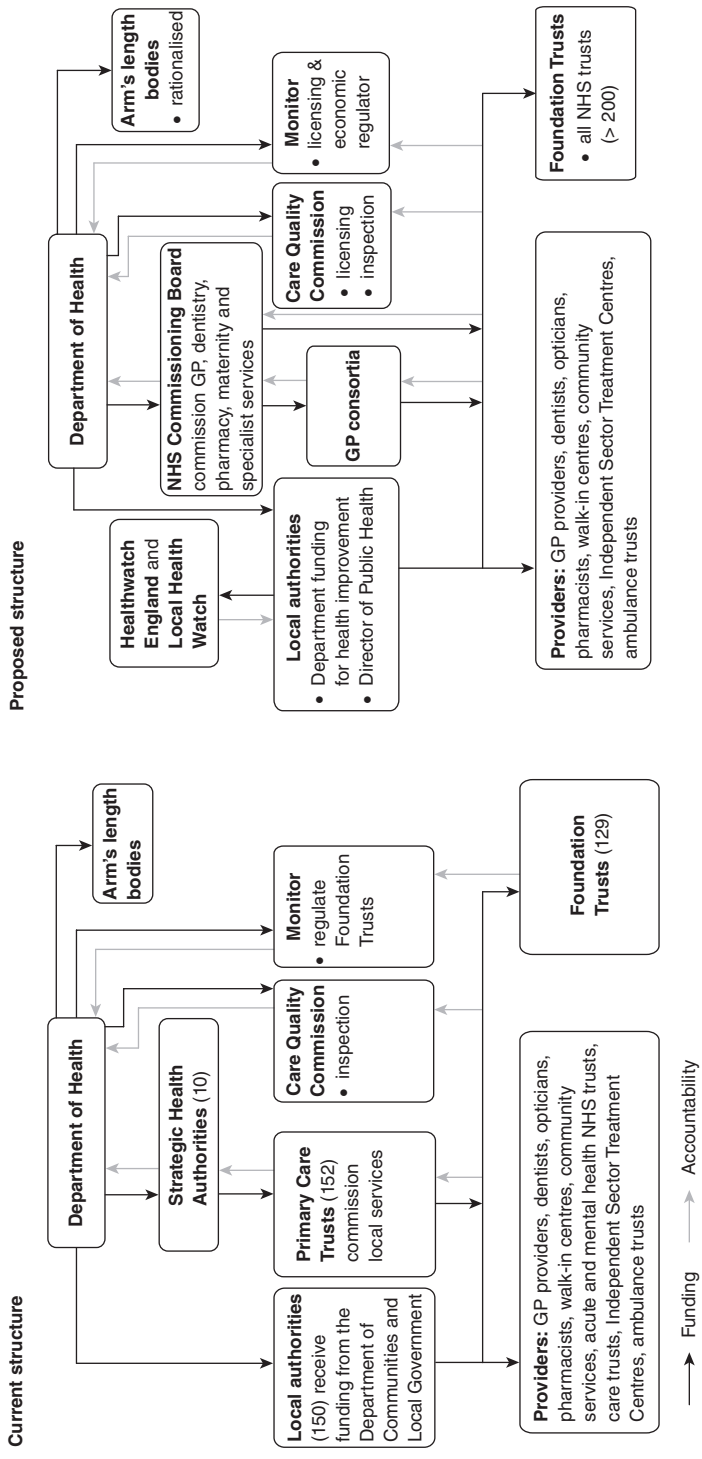 Current structure
Department of Health
Arm's length
bodies
Strategic Health
Authorities (10)
Local authorities
(150) receive
funding from the
Department of
Communities and
Local Government
Primary Care
Trusts (152)
commission
local services
Care Quality
Commission
• inspection
Monitor
• regulate
Foundation
Trusts
Providers: GP providers, dentists, opticians,
pharmacists, walk-in centres, community
services, acute and mental health NHS trusts,
care trusts, Independent Sector Treatment
Centres, ambulance trusts
Foundation
Trusts (129)
Funding
Accountability
Proposed structure
Department of Health
Arm's length
bodies
• rationalised
Healthwatch
England and
Local Health
Watch
NHS Commissioning Board
commission GP, dentistry,
pharmacy, maternity and
specialist services
Local authorities
• Department funding
for health improvement
• Director of Public Health
GP consortia
Care Quality
Commission
• licensing
• inspection
Monitor
• licensing &
economic
regulator
Providers: GP providers, dentists, opticians,
pharmacists, walk-in centres, community
services, Independent Sector Treatment Centres,
ambulance trusts
Foundation Trusts
• all NHS trusts
(> 200)